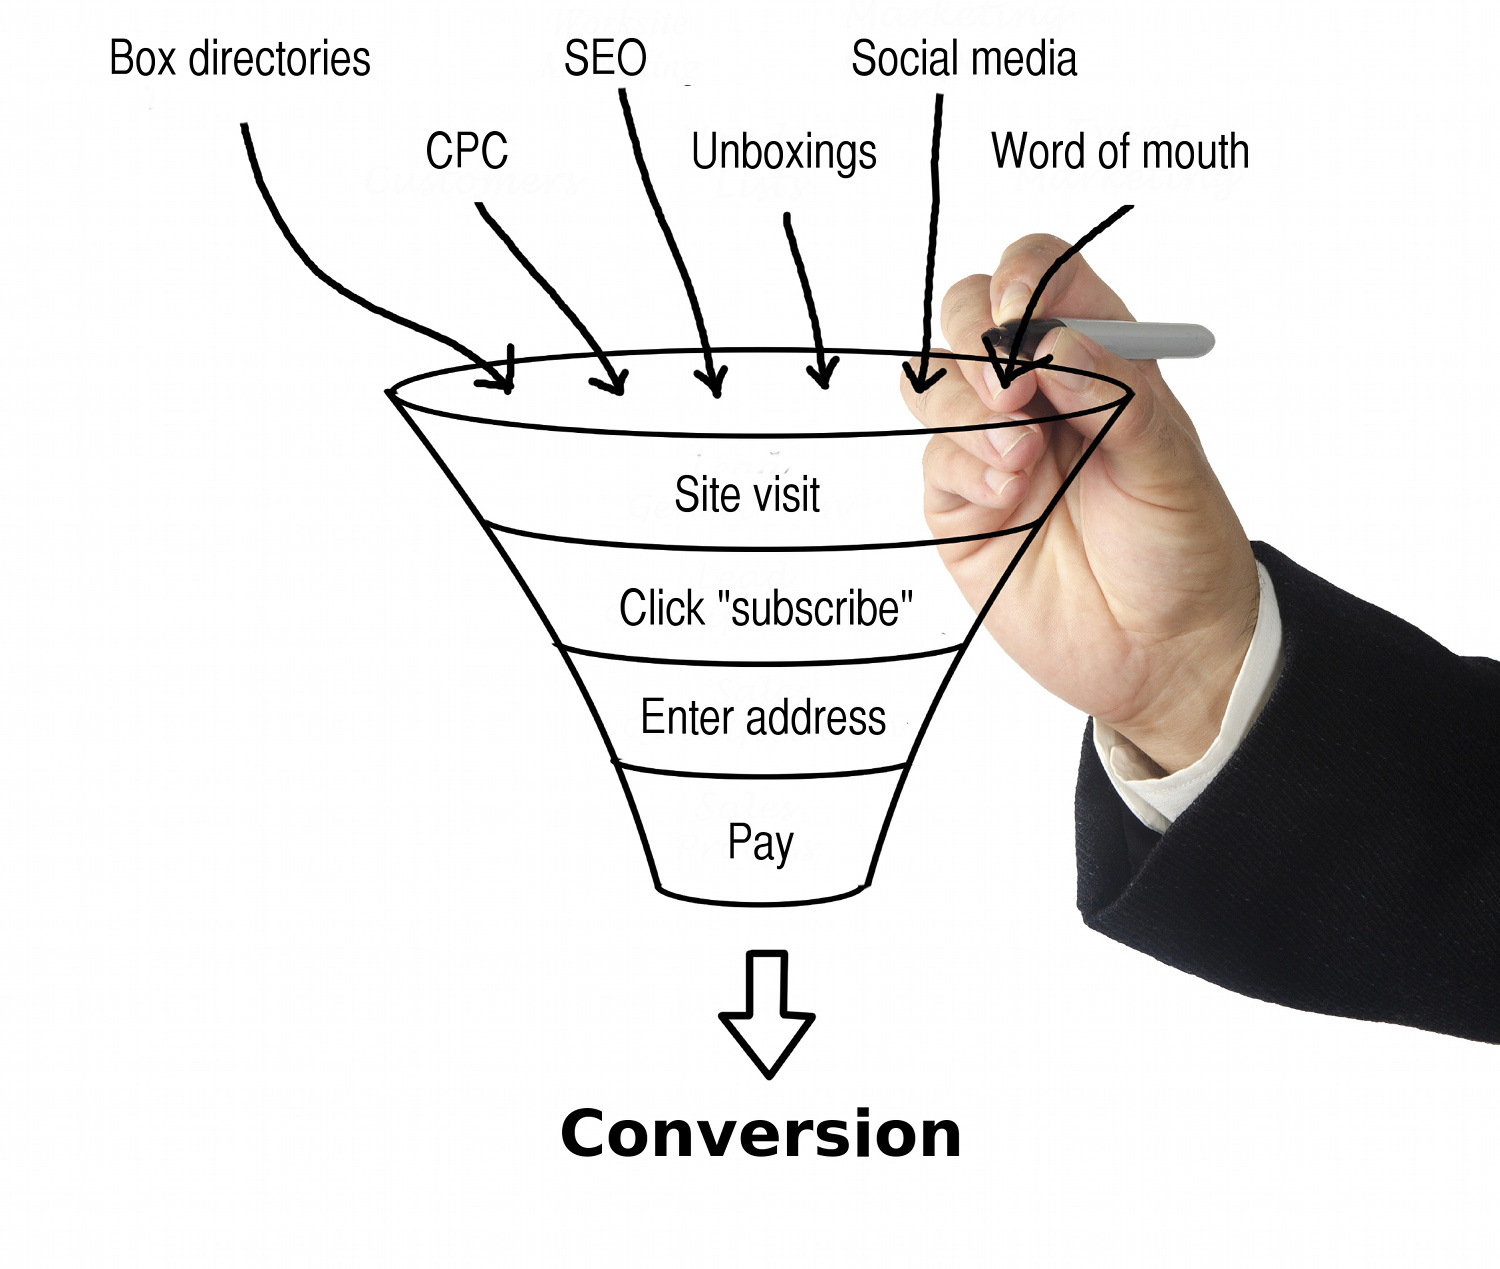 Box directories
SEO
Social media
CPC
Unboxings
Word of mouth
Site visit
Click "subscribe"
Enter address
Pay
Conversion